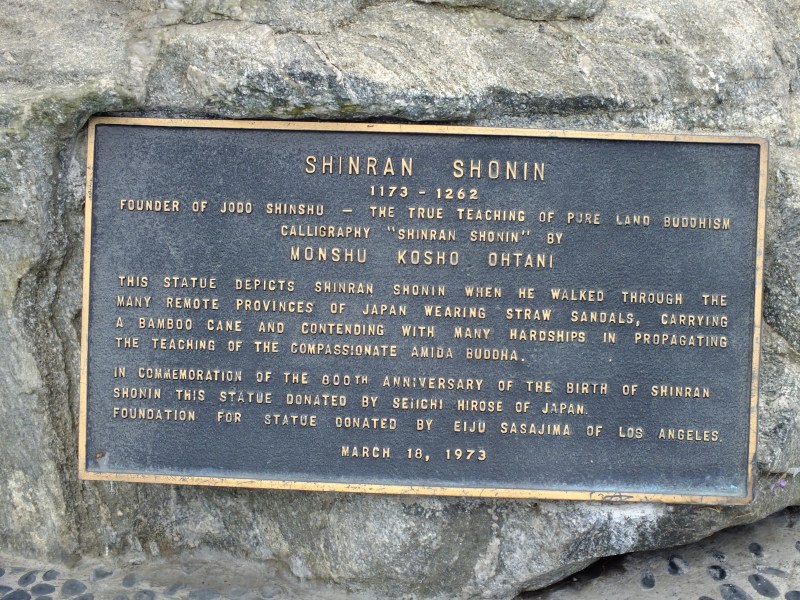 SHINRAN SHONIN
1173 - 1262
FOUNDER OF JODO SHINSHU — THE TRUE TEACHING OF PURE LAND BUDDHISM
CALLIGRAPHY "SHINRAN SHONIN" BY
MONSHU KOSHO OHTANI
THIS STATUE DEPICTS SHINRAN SHONIN WHEN HE WALKED THROUGH THE
MANY REMOTE PROVINCES OF JAPAN WEARING STRAW SANDALS, CARRYING
A BAMBOO CANE AND CONTENDING WITH MANY HARDSHIPS IN PROPAGATING
THE TEACHING OF THE COMPASSIONATE AMIDA BUDDHA.
IN COMMEMORATION OF THE 800TH ANNIVERSARY OF THE BIRTH OF SHINRAN
SHONIN THIS STATUE DONATED BY SEIICHI HIROSE OF JAPAN.
FOUNDATION FOR STATUE DONATED BY EIJU SASAJIMA OF LOS ANGELES.
MARCH 18, 1973